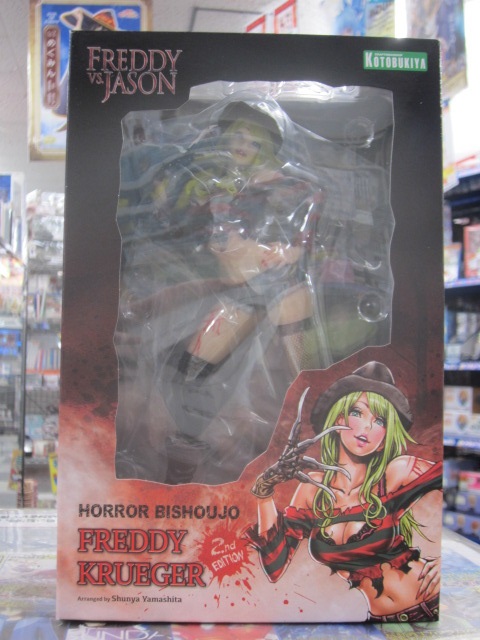 FREDDY
VS. JASON
KOTOBUKIYA
HORROR BISHOUJO
FREDDY
KRUEGER
2nd
EDITION
Arranged by Shunya Yamashita